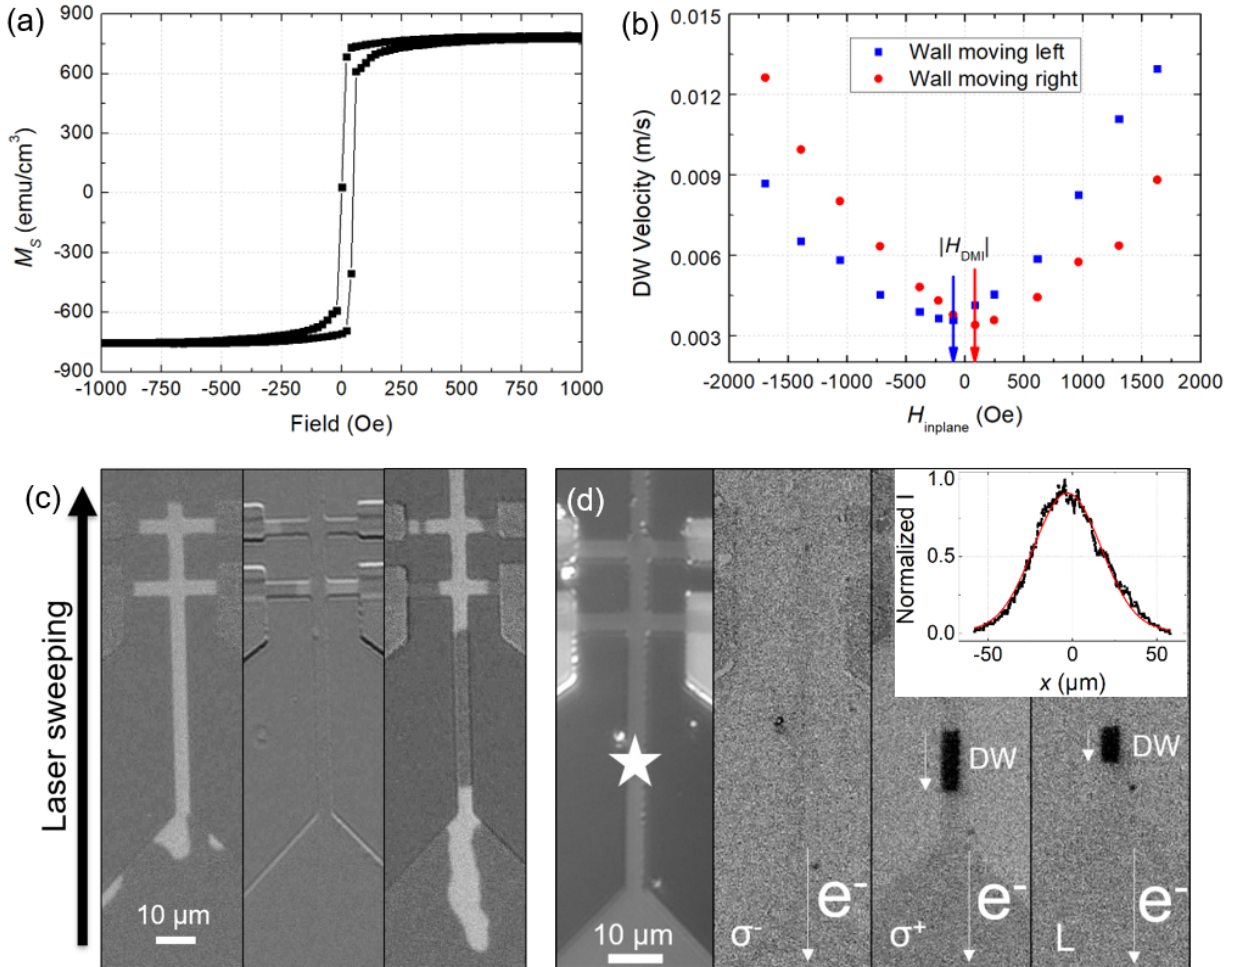 (a)
900
600
300
0
-300
-600
-900
M_S (emu/cm³)
-1000 -750 -500 -250 0 250 500 750 1000
Field (Oe)
(b)
0.015
0.012
0.009
0.006
0.003
DW Velocity (m/s)
Wall moving left
Wall moving right
|H_DMI|
-2000 -1500 -1000 -500 0 500 1000 1500 2000
H_inplane (Oe)
(c)
Laser sweeping
10 µm
(d)
10 µm
σ⁻
e⁻
DW
σ⁺
e⁻
DW
L
e⁻
Normalized I
1.0
0.5
0.0
-50 0 50
x (µm)